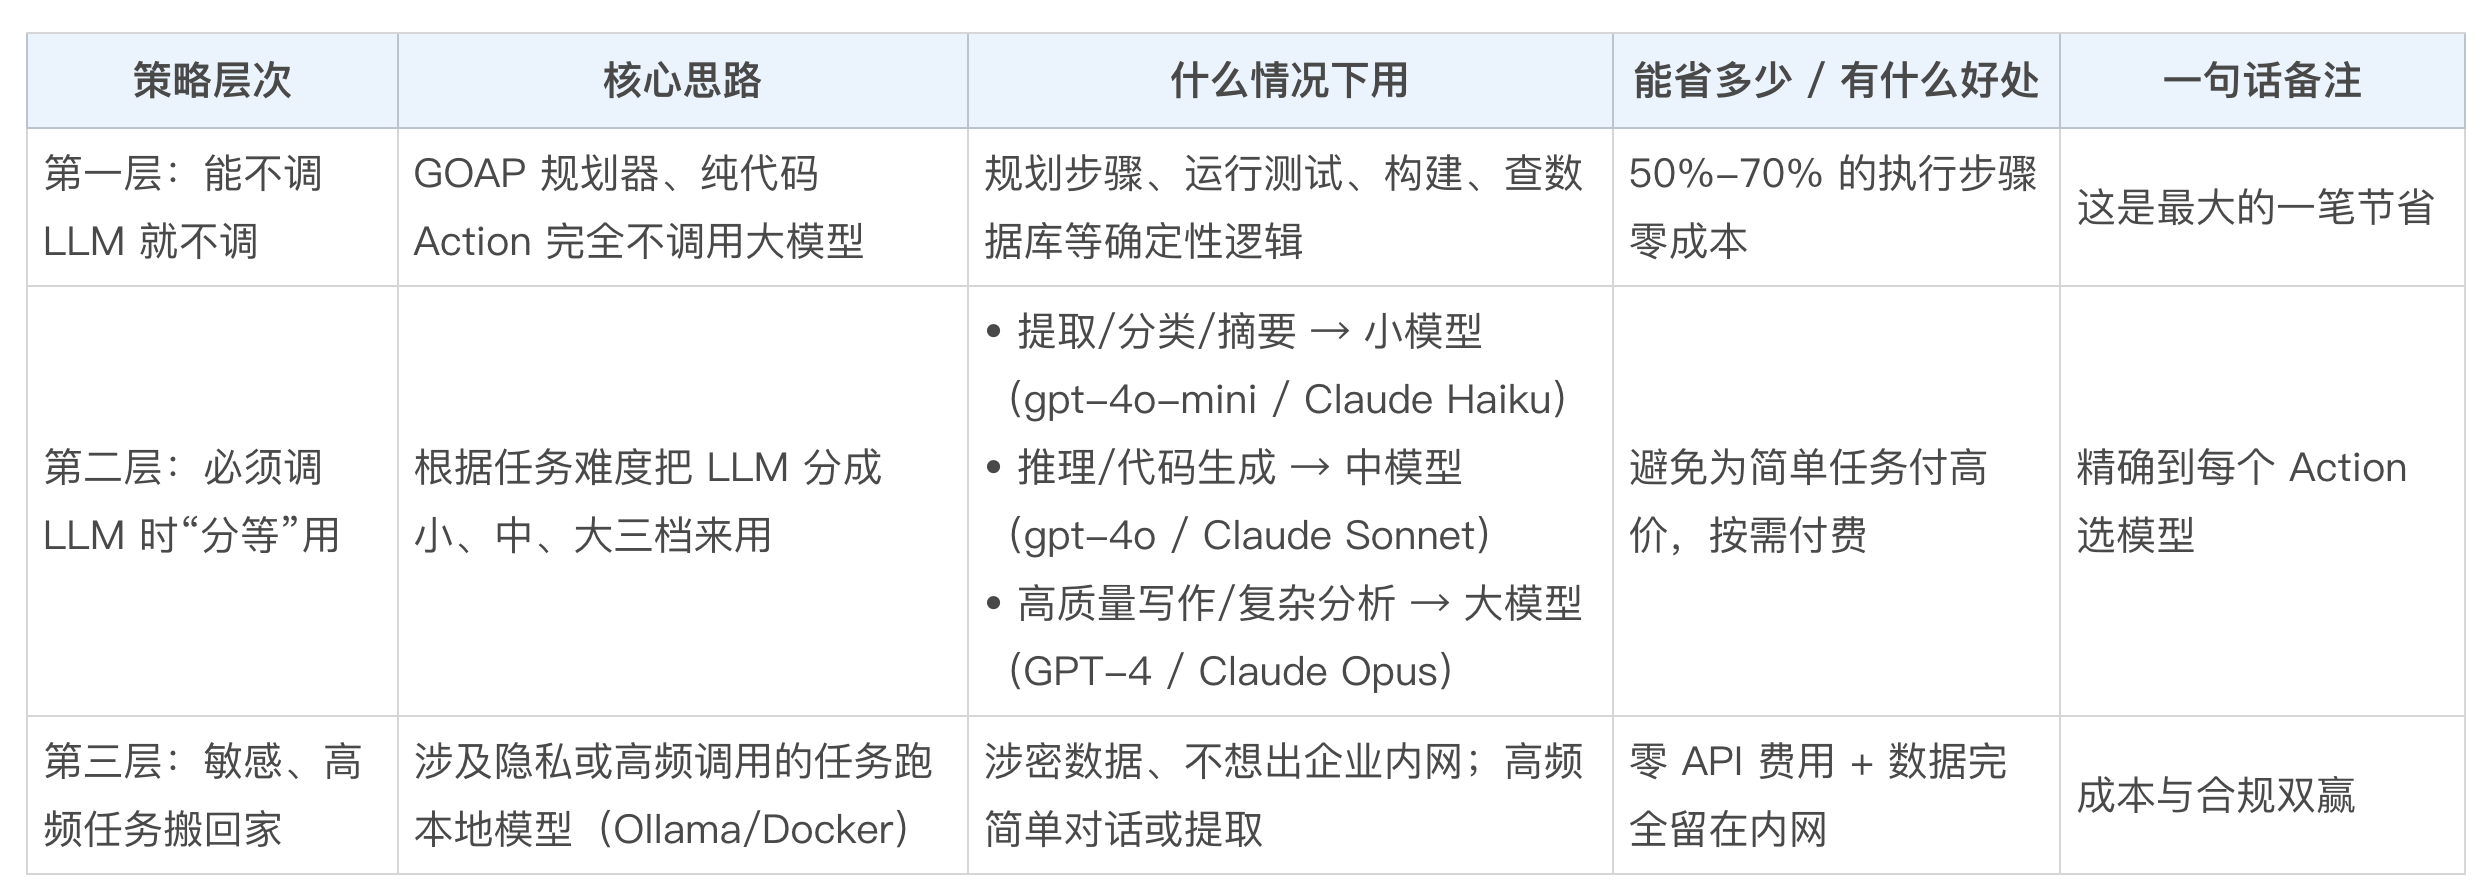 策略层次
核心思路
什么情况下用
能省多少 / 有什么好处
一句话备注
第一层：能不调
LLM 就不调
GOAP 规划器、纯代码
Action 完全不调用大模型
规划步骤、运行测试、构建、查数
据库等确定性逻辑
50%–70% 的执行步骤
零成本
这是最大的一笔节省
第二层：必须调
LLM 时“分等”用
根据任务难度把 LLM 分成
小、中、大三档来用
• 提取/分类/摘要 → 小模型
（gpt-4o-mini / Claude Haiku）
• 推理/代码生成 → 中模型
（gpt-4o / Claude Sonnet）
• 高质量写作/复杂分析 → 大模型
（GPT-4 / Claude Opus）
避免为简单任务付高
价，按需付费
精确到每个 Action
选模型
第三层：敏感、高
频任务搬回家
涉及隐私或高频调用的任务跑
本地模型（Ollama/Docker）
涉密数据、不想出企业内网；高频
简单对话或提取
零 API 费用 + 数据完
全留在内网
成本与合规双赢